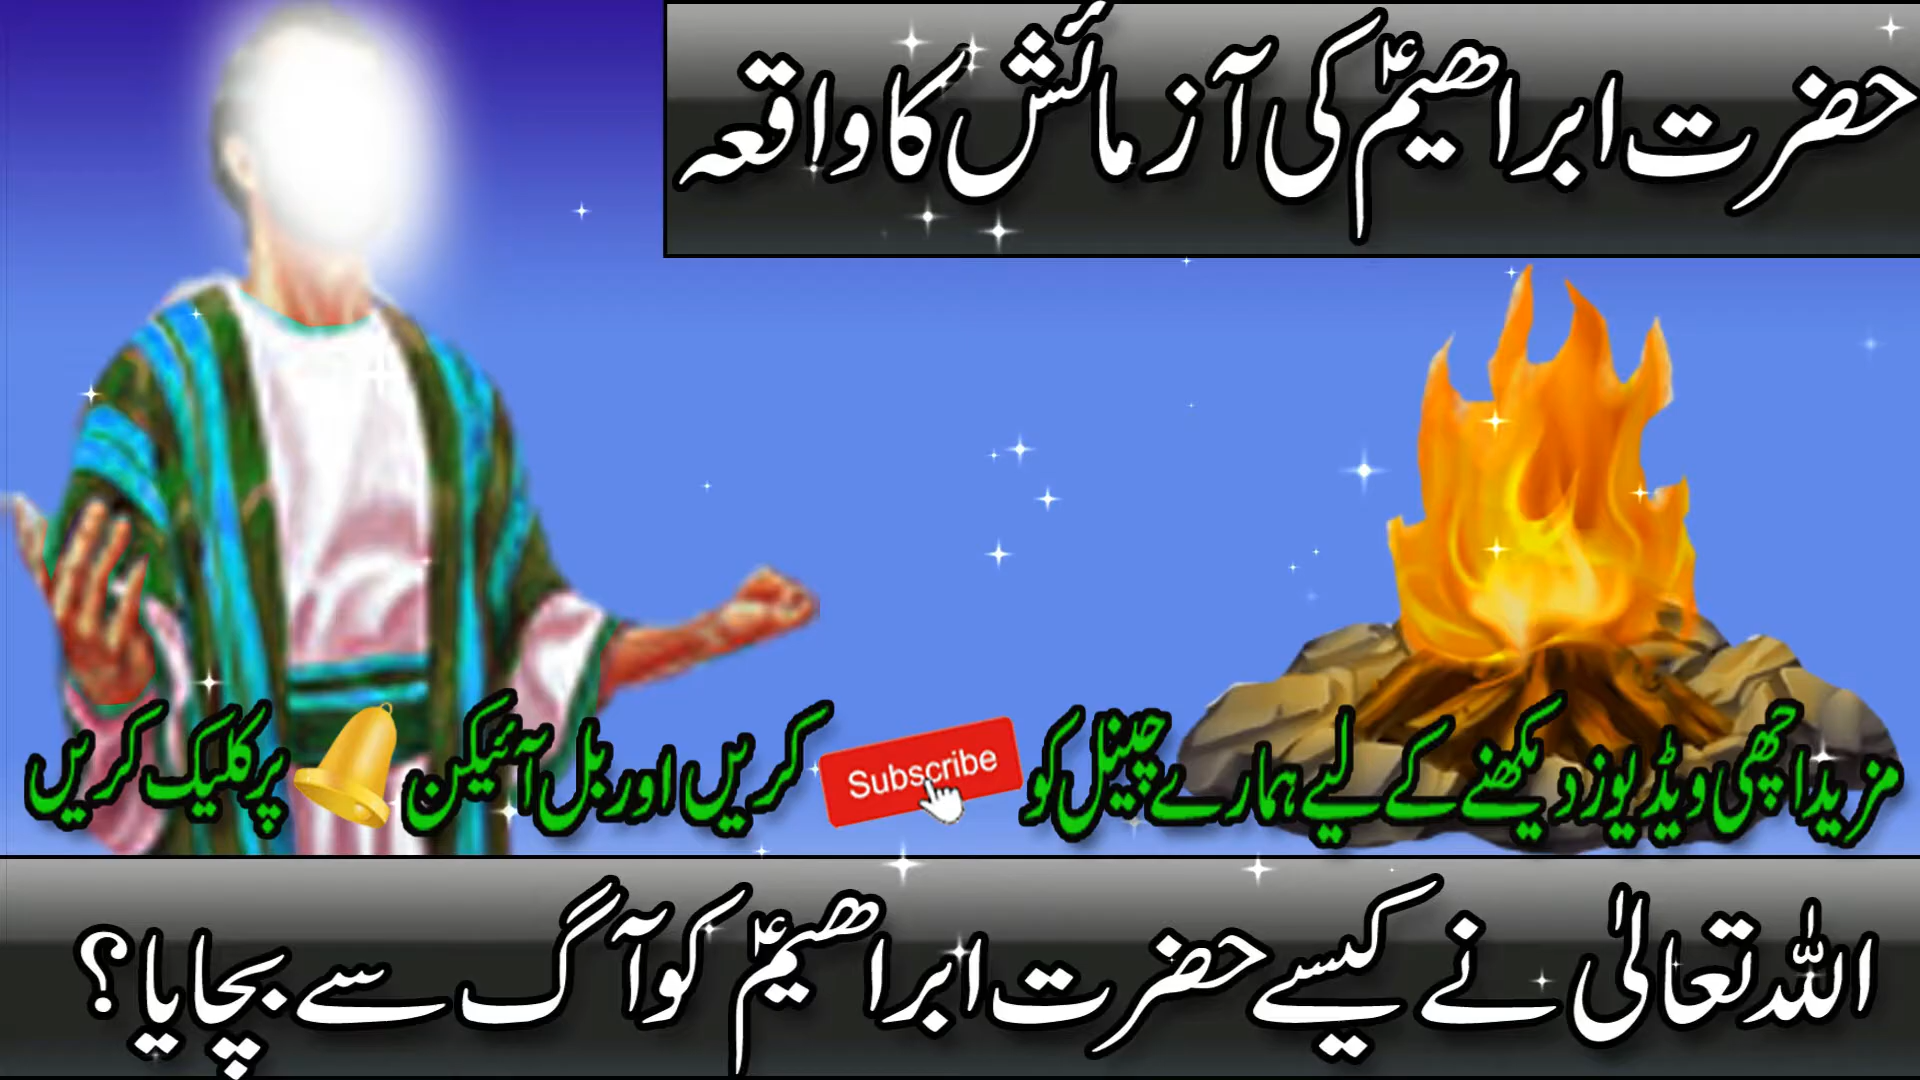 حضرت ابراھیمؑ کی آزمائش کا واقعہ
مزید اچھی ویڈیوز دیکھنے کے لیے ہمارے چینل کو Subscribe کریں اور بل آئیکن پر کلیک کریں
اللہ تعالیٰ نے کیسے حضرت ابراھیمؑ کو آگ سے بچایا؟